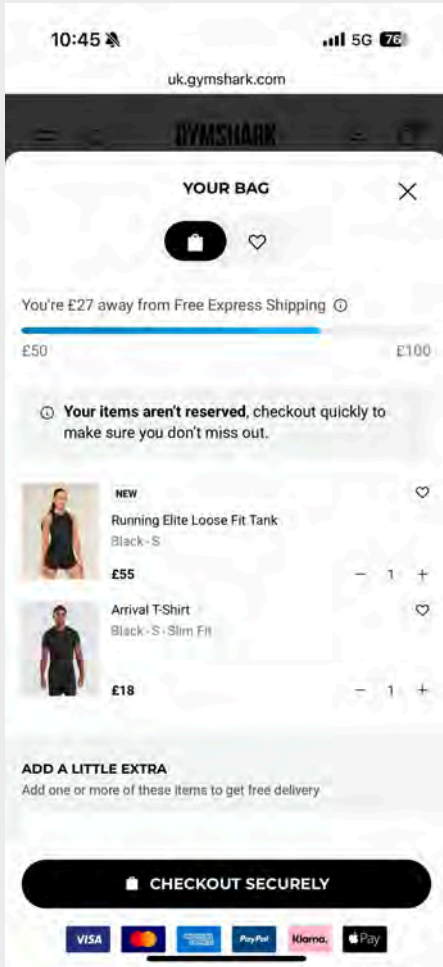 10:45
5G 76
uk.gymshark.com
GYMSHARK
YOUR BAG
You're £27 away from Free Express Shipping
£50 £100
Your items aren't reserved, checkout quickly to
make sure you don't miss out.
NEW
Running Elite Loose Fit Tank
Black - S
£55 − 1 +
Arrival T-Shirt
Black - S - Slim Fit
£18 − 1 +
ADD A LITTLE EXTRA
Add one or more of these items to get free delivery
CHECKOUT SECURELY
VISA PayPal Klarna. Pay